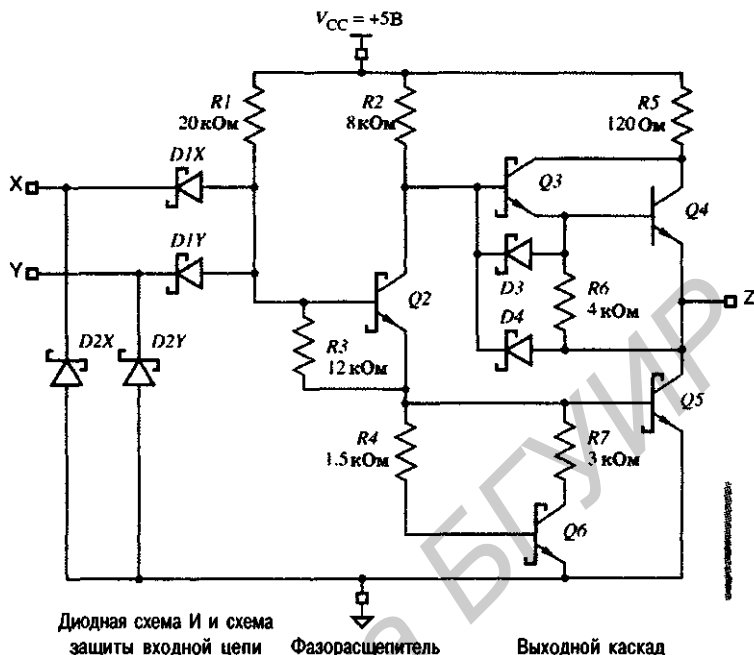 V_CC = +5В
R1
20 кОм
R2
8 кОм
R5
120 Ом
D1X
X
Q3
Q4
D1Y
Y
Z
D3
R6
4 кОм
Q2
D2X
D2Y
R3
12 кОм
D4
Q5
R4
1.5 кОм
R7
3 кОм
Q6
БГУИР
Диодная схема И и схема
защиты входной цепи
Фазорасщепитель
Выходной каскад